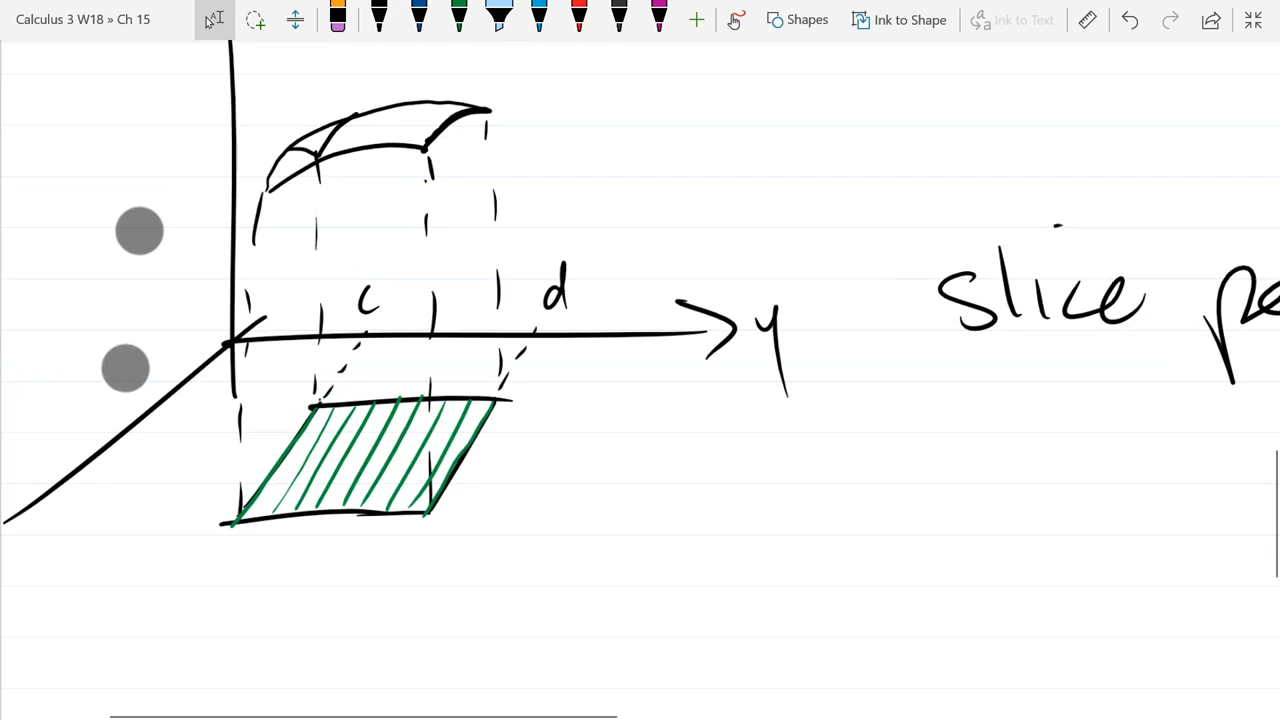 Calculus 3 W18 » Ch 15
Shapes
Ink to Shape
Ink to Text
c
d
y
slice